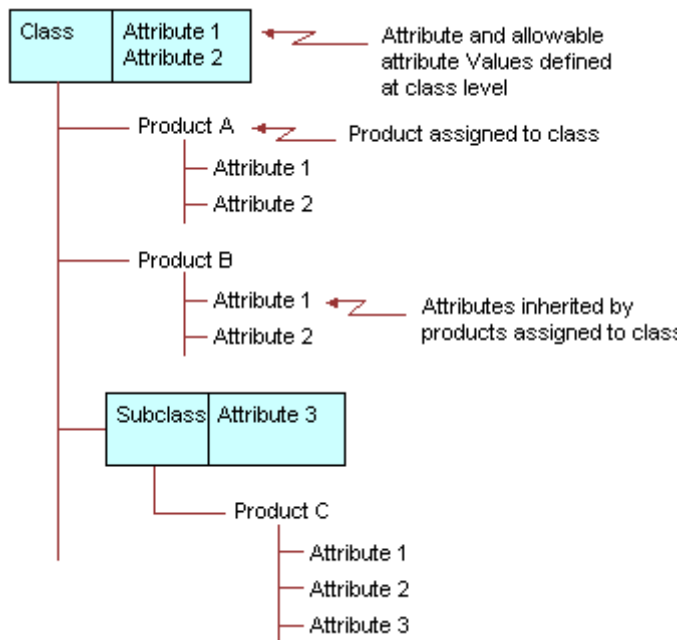 Class
Attribute 1
Attribute 2
Attribute and allowable
attribute Values defined
at class level
Product A
Product assigned to class
Attribute 1
Attribute 2
Product B
Attribute 1
Attribute 2
Attributes inherited by
products assigned to class
Subclass
Attribute 3
Product C
Attribute 1
Attribute 2
Attribute 3